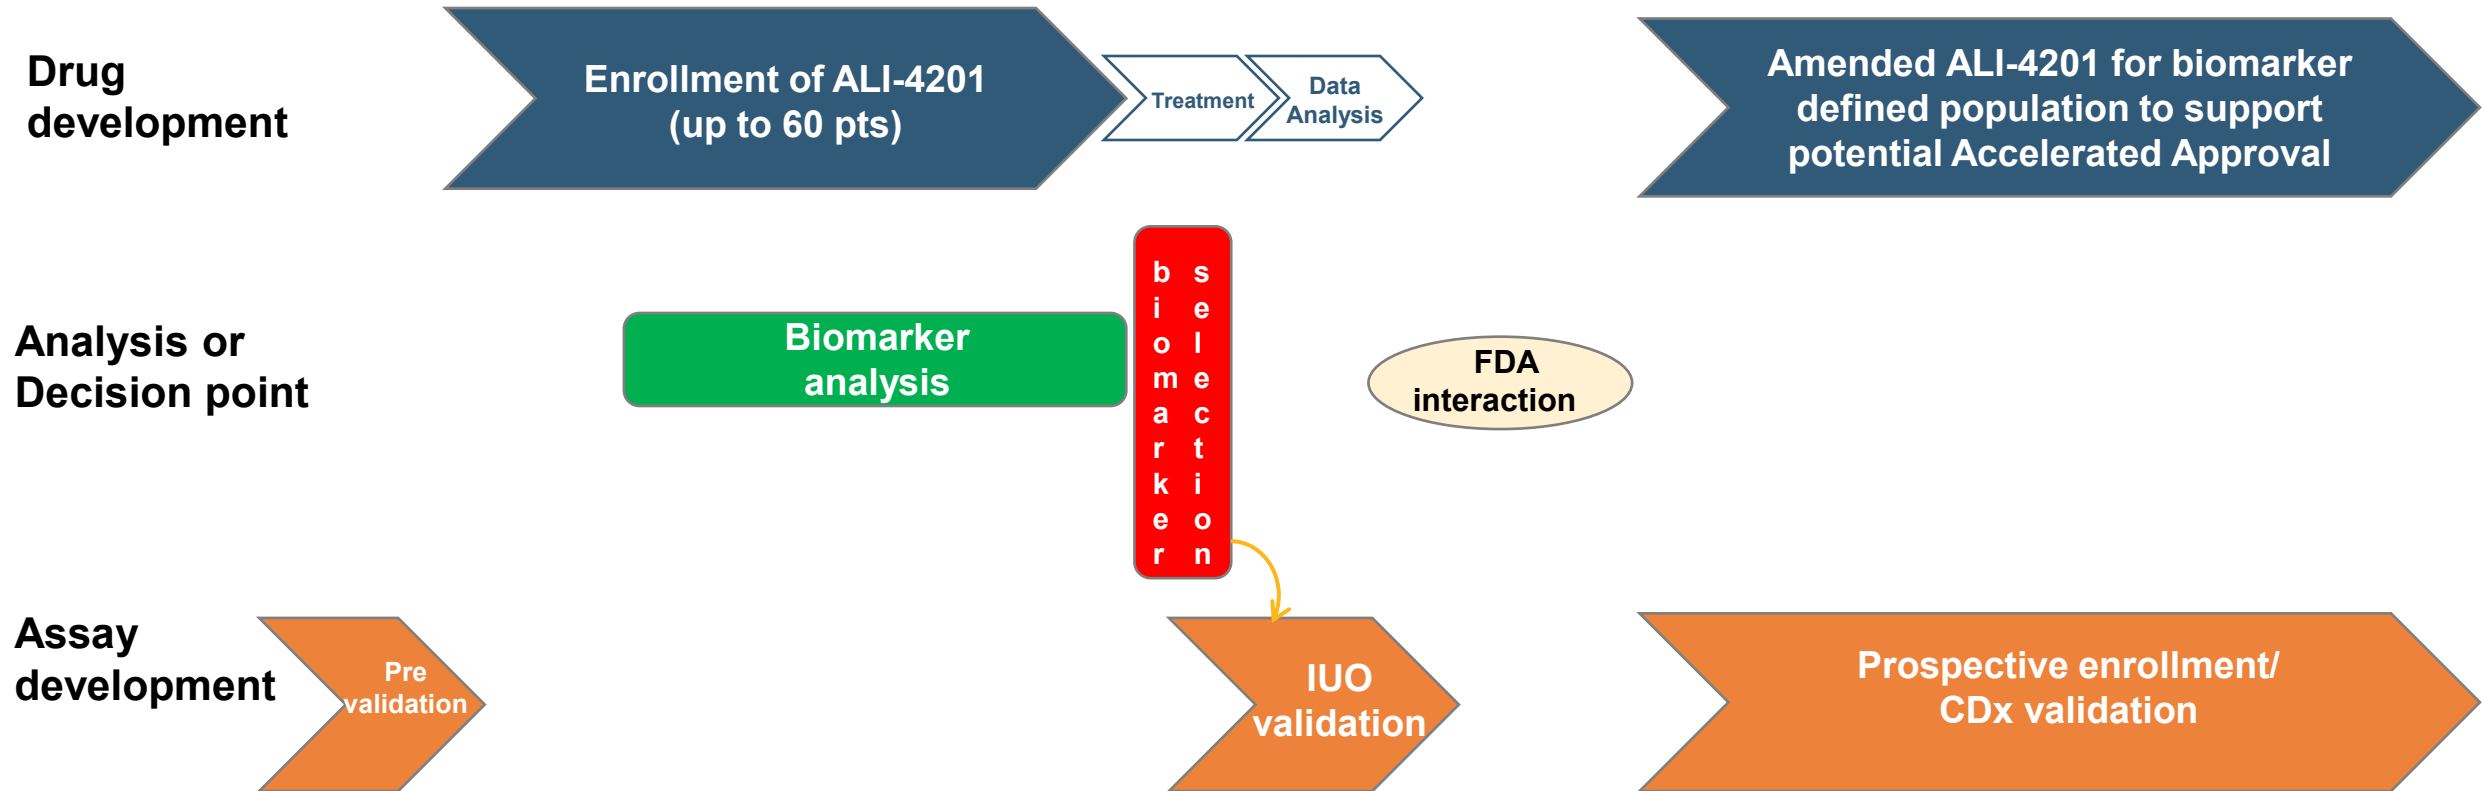 Drug
development
Enrollment of ALI-4201
(up to 60 pts)
Treatment
Data
Analysis
Amended ALI-4201 for biomarker
defined population to support
potential Accelerated Approval
Analysis or
Decision point
Biomarker
analysis
biomarker
selection
FDA
interaction
Assay
development
Pre
validation
IUO
validation
Prospective enrollment/
CDx validation